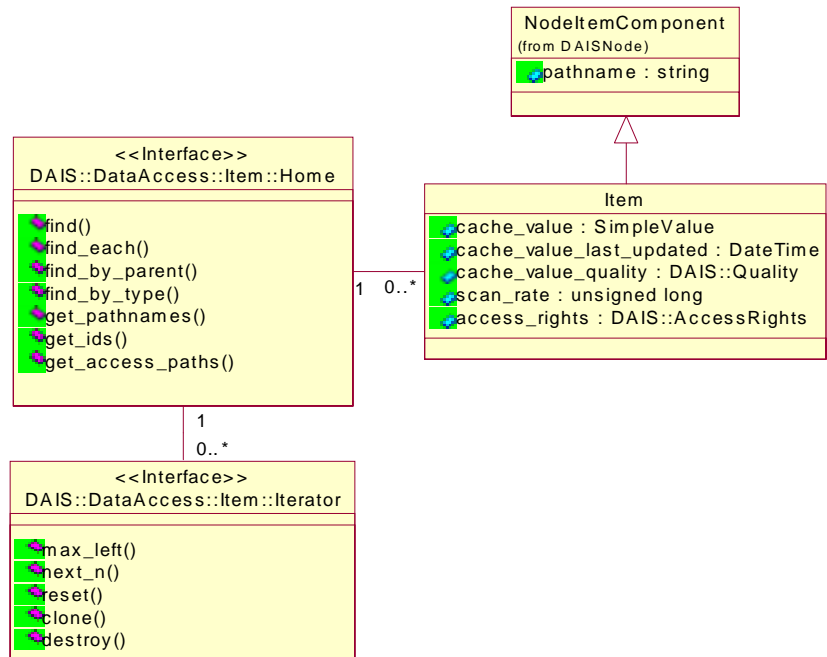 NodeItemComponent
(from DAISNode)
pathname : string
<<Interface>>
DAIS::DataAccess::Item::Home
find()
find_each()
find_by_parent()
find_by_type()
get_pathnames()
get_ids()
get_access_paths()
Item
cache_value : SimpleValue
cache_value_last_updated : DateTime
cache_value_quality : DAIS::Quality
scan_rate : unsigned long
access_rights : DAIS::AccessRights
1
0..*
1
0..*
<<Interface>>
DAIS::DataAccess::Item::Iterator
max_left()
next_n()
reset()
clone()
destroy()